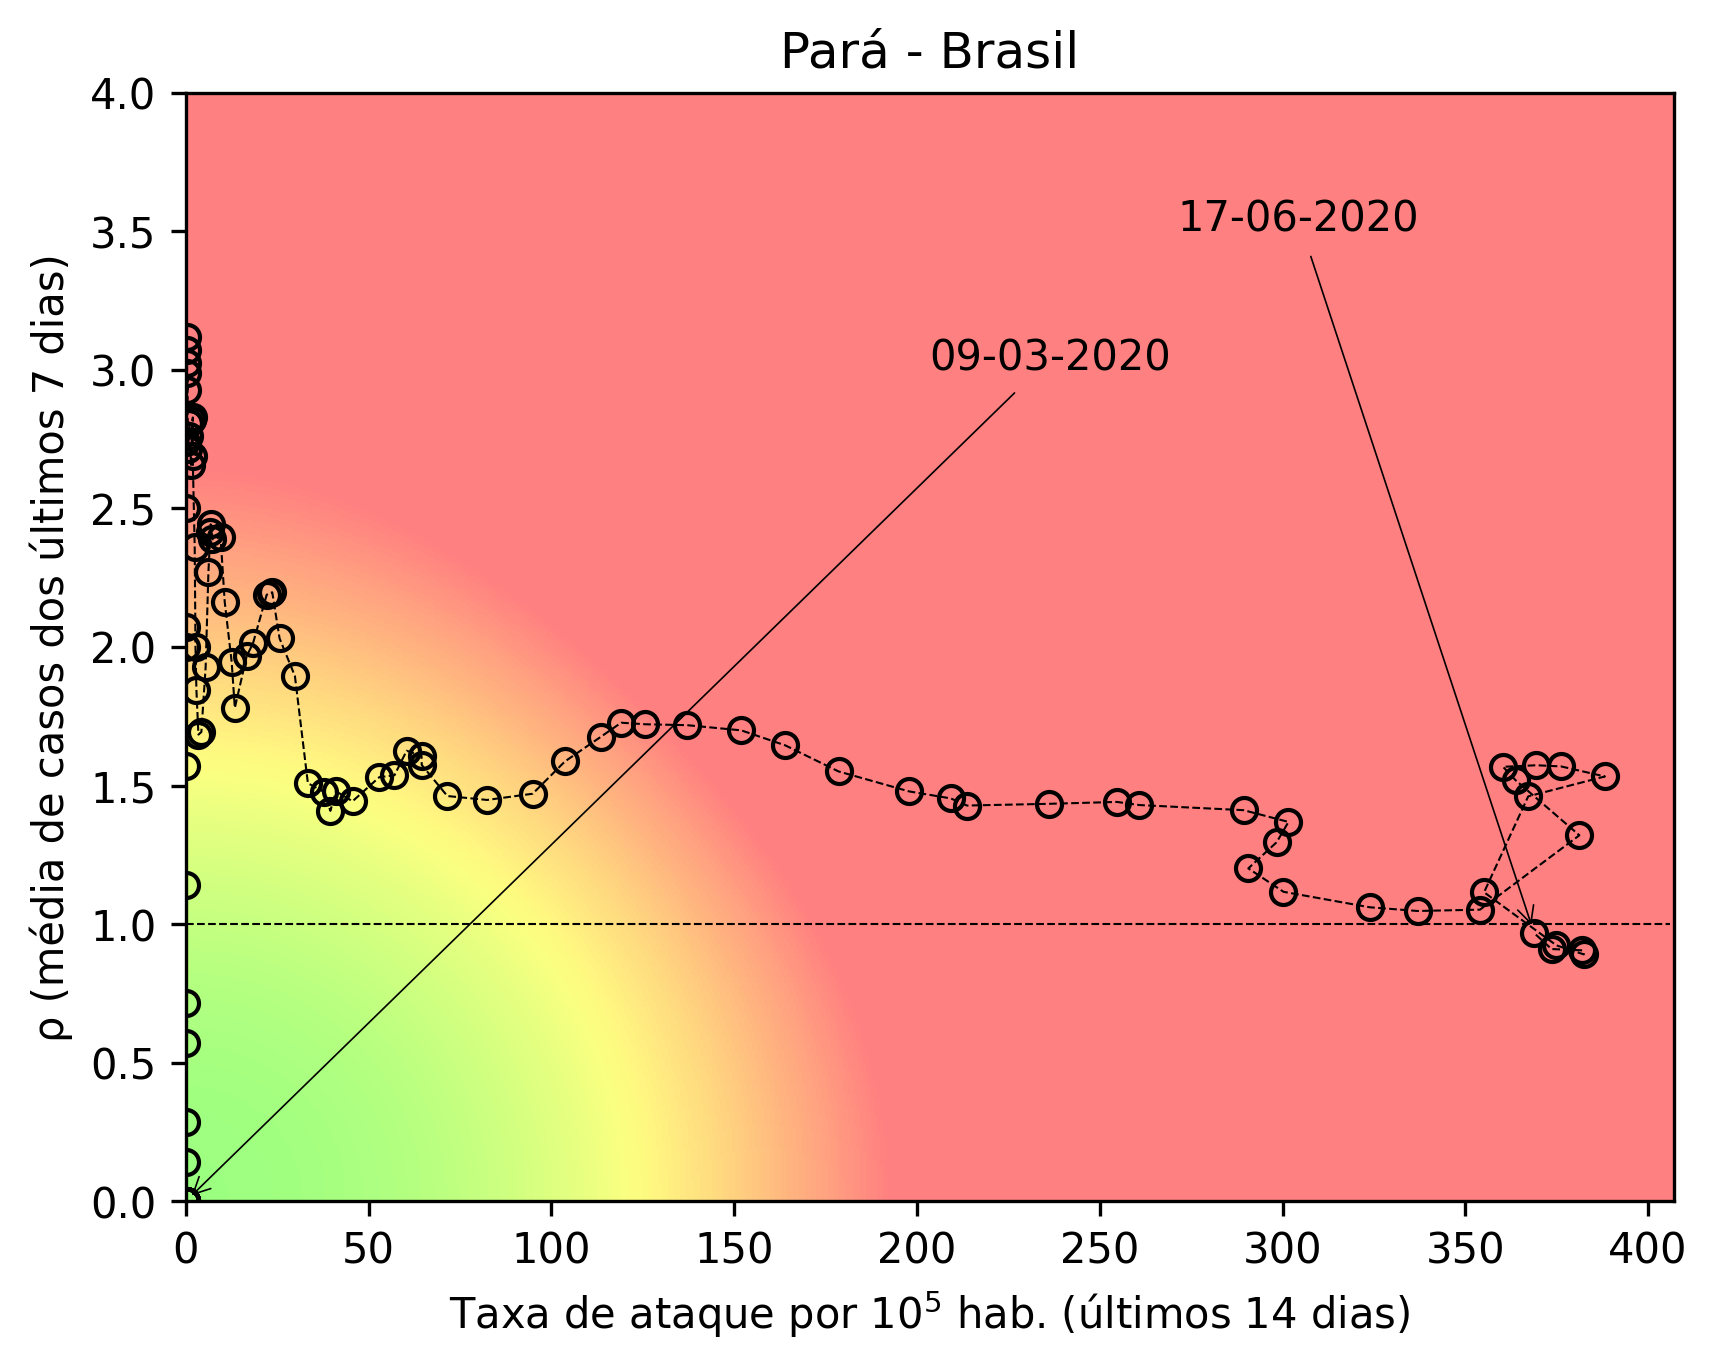 Pará - Brasil
4.0
3.5
3.0
2.5
2.0
1.5
1.0
0.5
0.0
ρ (média de casos dos últimos 7 dias)
17-06-2020
09-03-2020
0 50 100 150 200 250 300 350 400
Taxa de ataque por 10⁵ hab. (últimos 14 dias)